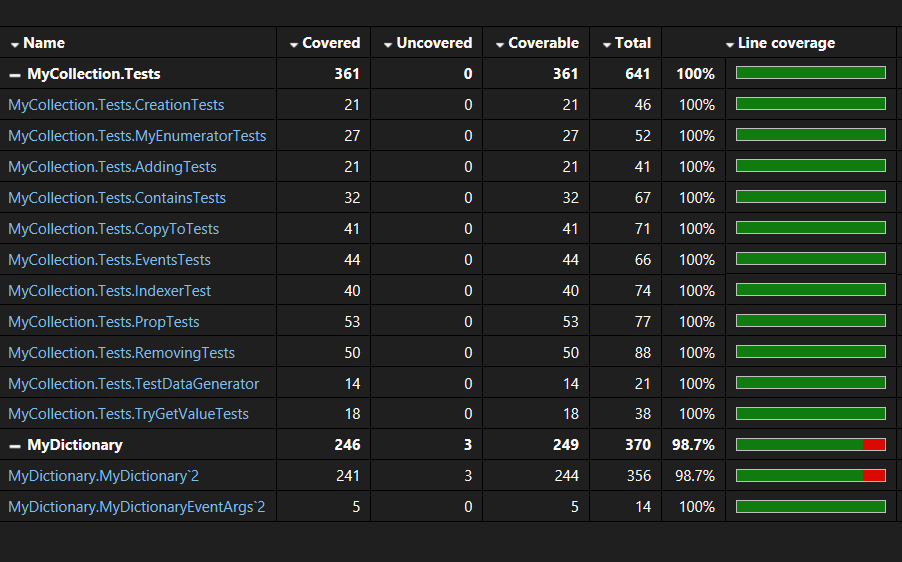 Name Covered Uncovered Coverable Total Line coverage
MyCollection.Tests 361 0 361 641 100%
MyCollection.Tests.CreationTests 21 0 21 46 100%
MyCollection.Tests.MyEnumeratorTests 27 0 27 52 100%
MyCollection.Tests.AddingTests 21 0 21 41 100%
MyCollection.Tests.ContainsTests 32 0 32 67 100%
MyCollection.Tests.CopyToTests 41 0 41 71 100%
MyCollection.Tests.EventsTests 44 0 44 66 100%
MyCollection.Tests.IndexerTest 40 0 40 74 100%
MyCollection.Tests.PropTests 53 0 53 77 100%
MyCollection.Tests.RemovingTests 50 0 50 88 100%
MyCollection.Tests.TestDataGenerator 14 0 14 21 100%
MyCollection.Tests.TryGetValueTests 18 0 18 38 100%
MyDictionary 246 3 249 370 98.7%
MyDictionary.MyDictionary`2 241 3 244 356 98.7%
MyDictionary.MyDictionaryEventArgs`2 5 0 5 14 100%